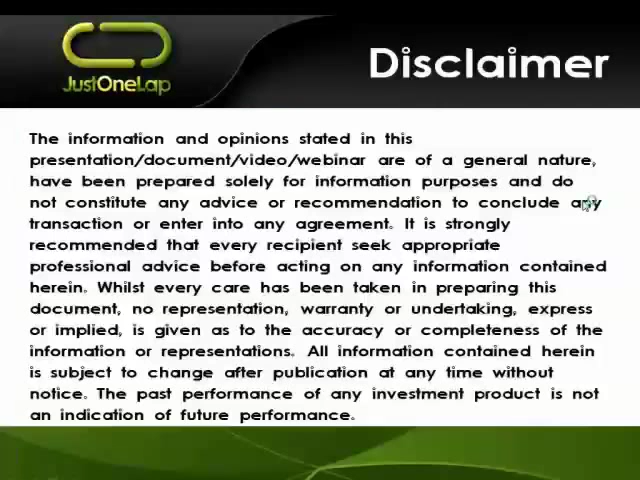 JustOneLap
Disclaimer
The information and opinions stated in this
presentation/document/video/webinar are of a general nature,
have been prepared solely for information purposes and do
not constitute any advice or recommendation to conclude any
transaction or enter into any agreement. It is strongly
recommended that every recipient seek appropriate
professional advice before acting on any information contained
herein. Whilst every care has been taken in preparing this
document, no representation, warranty or undertaking, express
or implied, is given as to the accuracy or completeness of the
information or representations. All information contained herein
is subject to change after publication at any time without
notice. The past performance of any investment product is not
an indication of future performance.